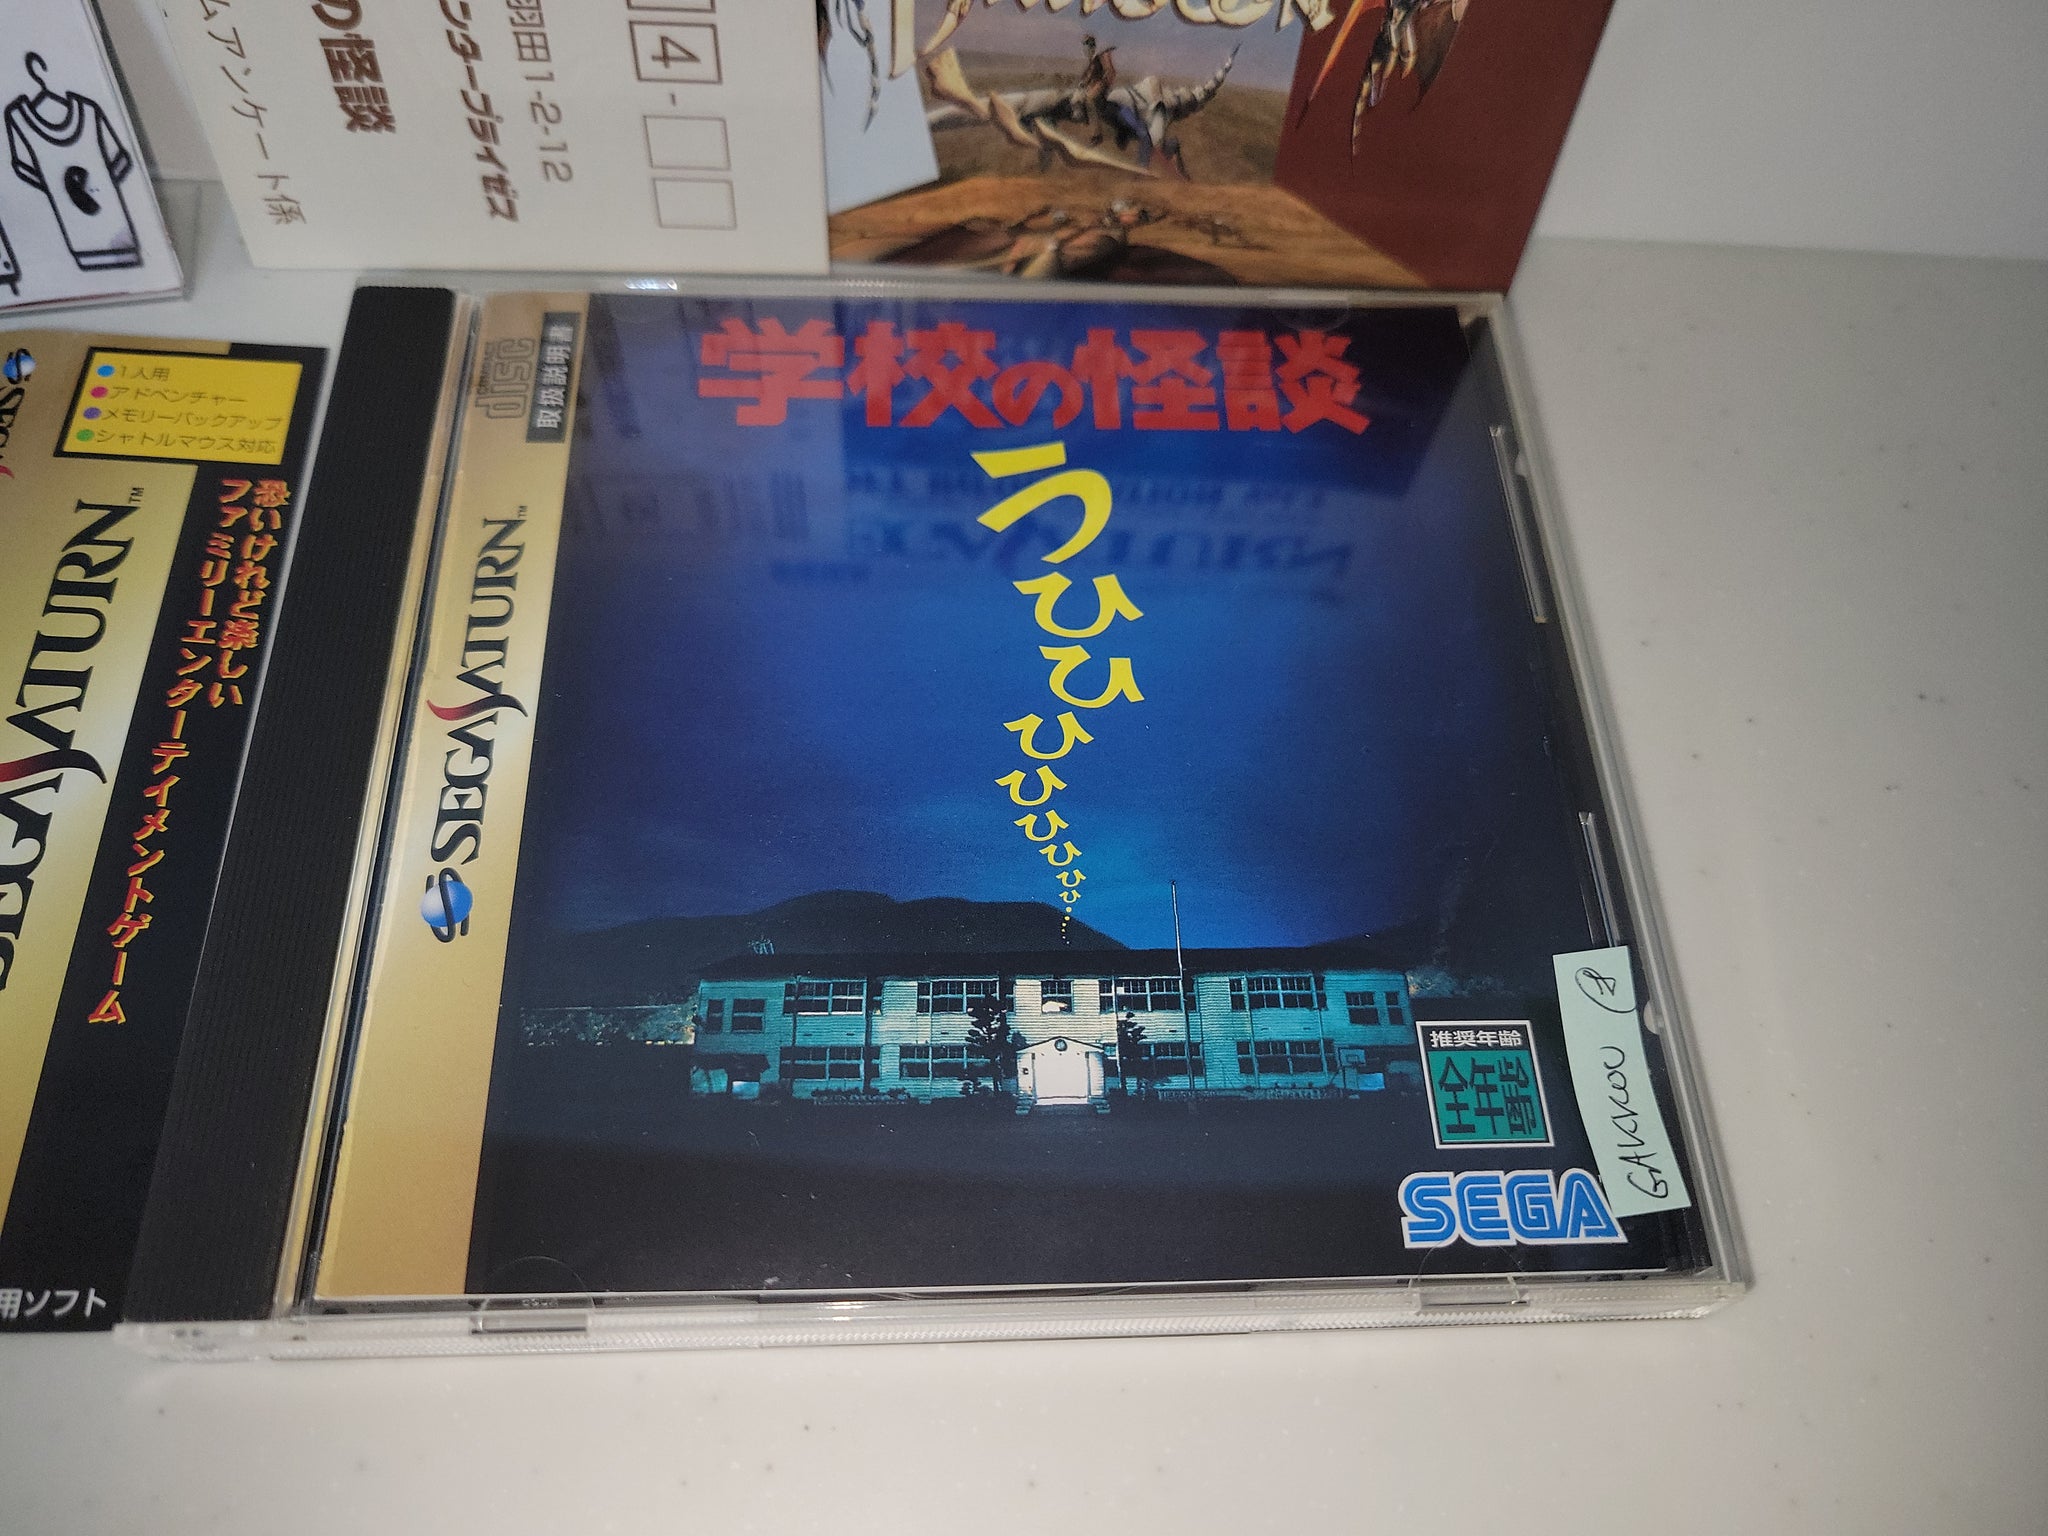 ムアンケート係
の怪談
ンタープライゼス
羽田1-2-12
4 -
1人用
アドベンチャー
メモリーバックアップ
シャトルマウス対応
SEGA SATURN™
恐いけれど楽しい
ファミリーエンターティメントゲーム
用ソフト
取扱説明書
SEGA SATURN™
学校の怪談
うひひひひひひひひ……
推奨年齢
全年齢
SEGA
GAKKOU